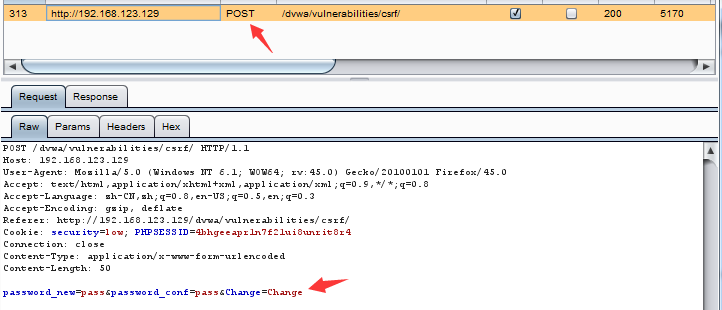 313 http://192.168.123.129 POST /dvwa/vulnerabilities/csrf/ 200 5170
Request Response
Raw Params Headers Hex
POST /dvwa/vulnerabilities/csrf/ HTTP/1.1
Host: 192.168.123.129
User-Agent: Mozilla/5.0 (Windows NT 6.1; WOW64; rv:45.0) Gecko/20100101 Firefox/45.0
Accept: text/html,application/xhtml+xml,application/xml;q=0.9,*/*;q=0.8
Accept-Language: zh-CN,zh;q=0.8,en-US;q=0.5,en;q=0.3
Accept-Encoding: gzip, deflate
Referer: http://192.168.123.129/dvwa/vulnerabilities/csrf/
Cookie: security=low; PHPSESSID=4bhgeeapr1n7f21ui8unrit8r4
Connection: close
Content-Type: application/x-www-form-urlencoded
Content-Length: 50
password_new=pass&password_conf=pass&Change=Change